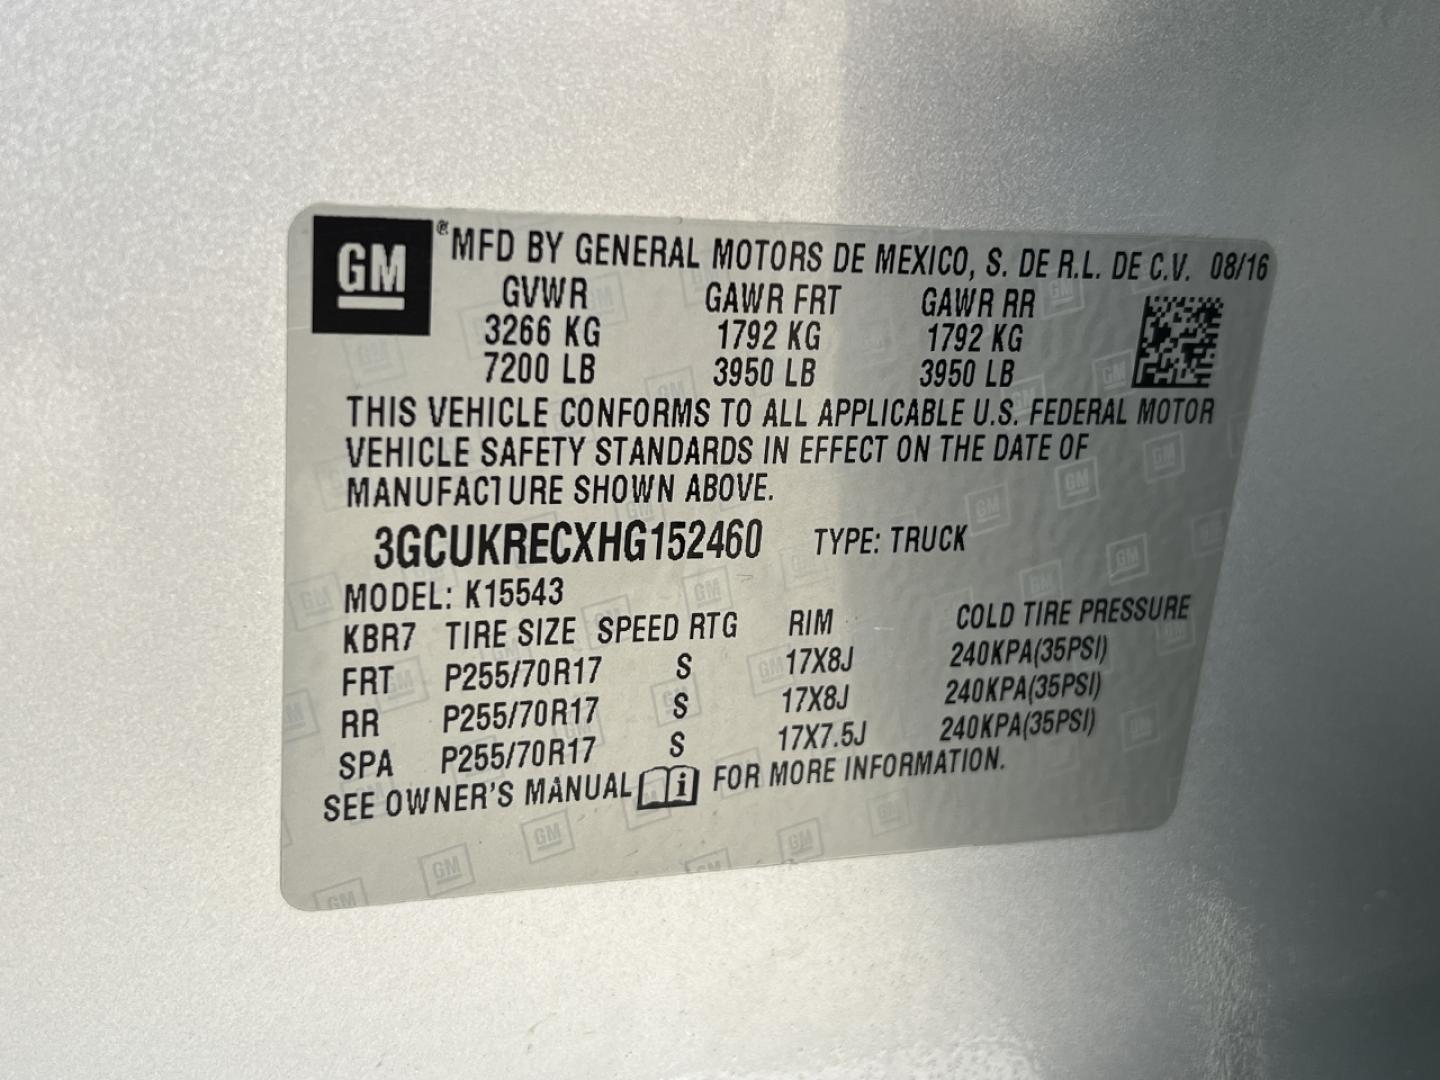 GM ® MFD BY GENERAL MOTORS DE MEXICO, S. DE R.L. DE C.V. 08/16
GVWR GAWR FRT GAWR RR
3266 KG 1792 KG 1792 KG
7200 LB 3950 LB 3950 LB
THIS VEHICLE CONFORMS TO ALL APPLICABLE U.S. FEDERAL MOTOR
VEHICLE SAFETY STANDARDS IN EFFECT ON THE DATE OF
MANUFACTURE SHOWN ABOVE.
3GCUKRECXHG152460 TYPE: TRUCK
MODEL: K15543
KBR7 TIRE SIZE SPEED RTG RIM COLD TIRE PRESSURE
FRT P255/70R17 S 17X8J 240KPA(35PSI)
RR P255/70R17 S 17X8J 240KPA(35PSI)
SPA P255/70R17 S 17X7.5J 240KPA(35PSI)
SEE OWNER'S MANUAL i FOR MORE INFORMATION.